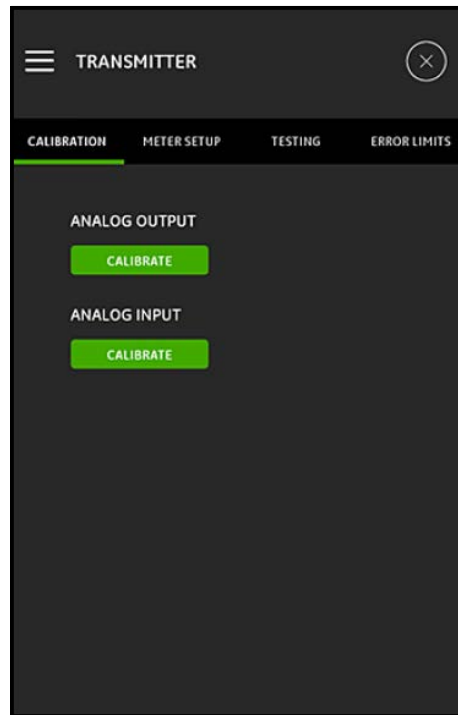 TRANSMITTER
CALIBRATION METER SETUP TESTING ERROR LIMITS
ANALOG OUTPUT
CALIBRATE
ANALOG INPUT
CALIBRATE